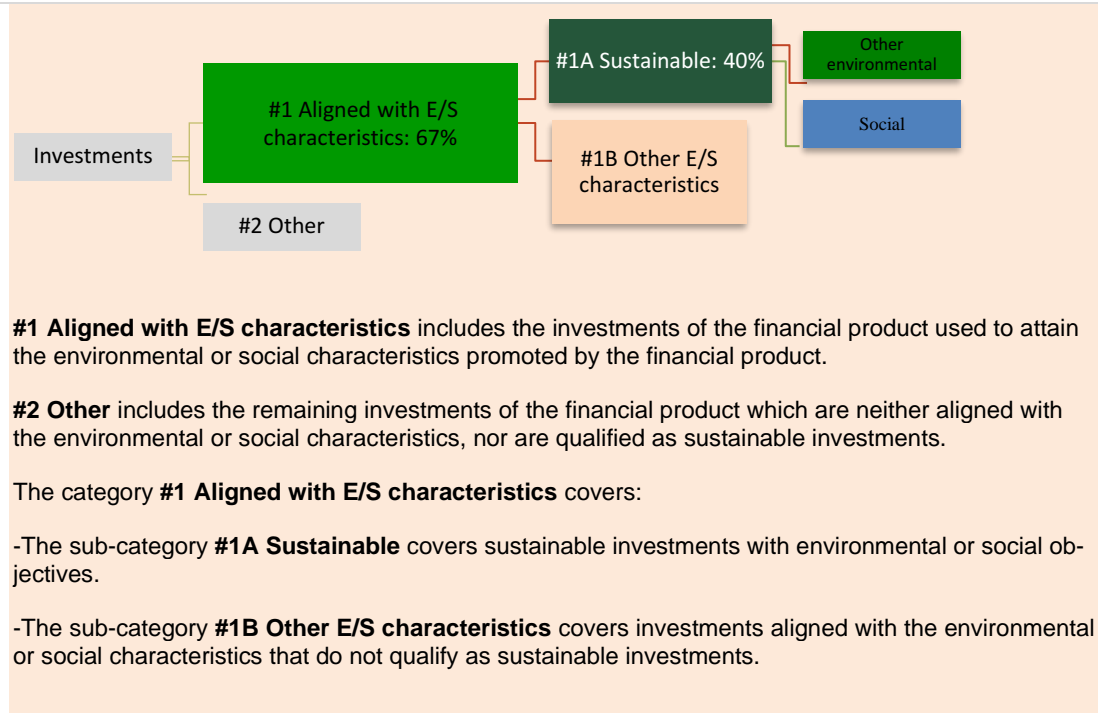 Investments
#1 Aligned with E/S
characteristics: 67%
#2 Other
#1A Sustainable: 40%
#1B Other E/S
characteristics
Other
environmental
Social
#1 Aligned with E/S characteristics includes the investments of the financial product used to attain
the environmental or social characteristics promoted by the financial product.
#2 Other includes the remaining investments of the financial product which are neither aligned with
the environmental or social characteristics, nor are qualified as sustainable investments.
The category #1 Aligned with E/S characteristics covers:
-The sub-category #1A Sustainable covers sustainable investments with environmental or social ob-
jectives.
-The sub-category #1B Other E/S characteristics covers investments aligned with the environmental
or social characteristics that do not qualify as sustainable investments.